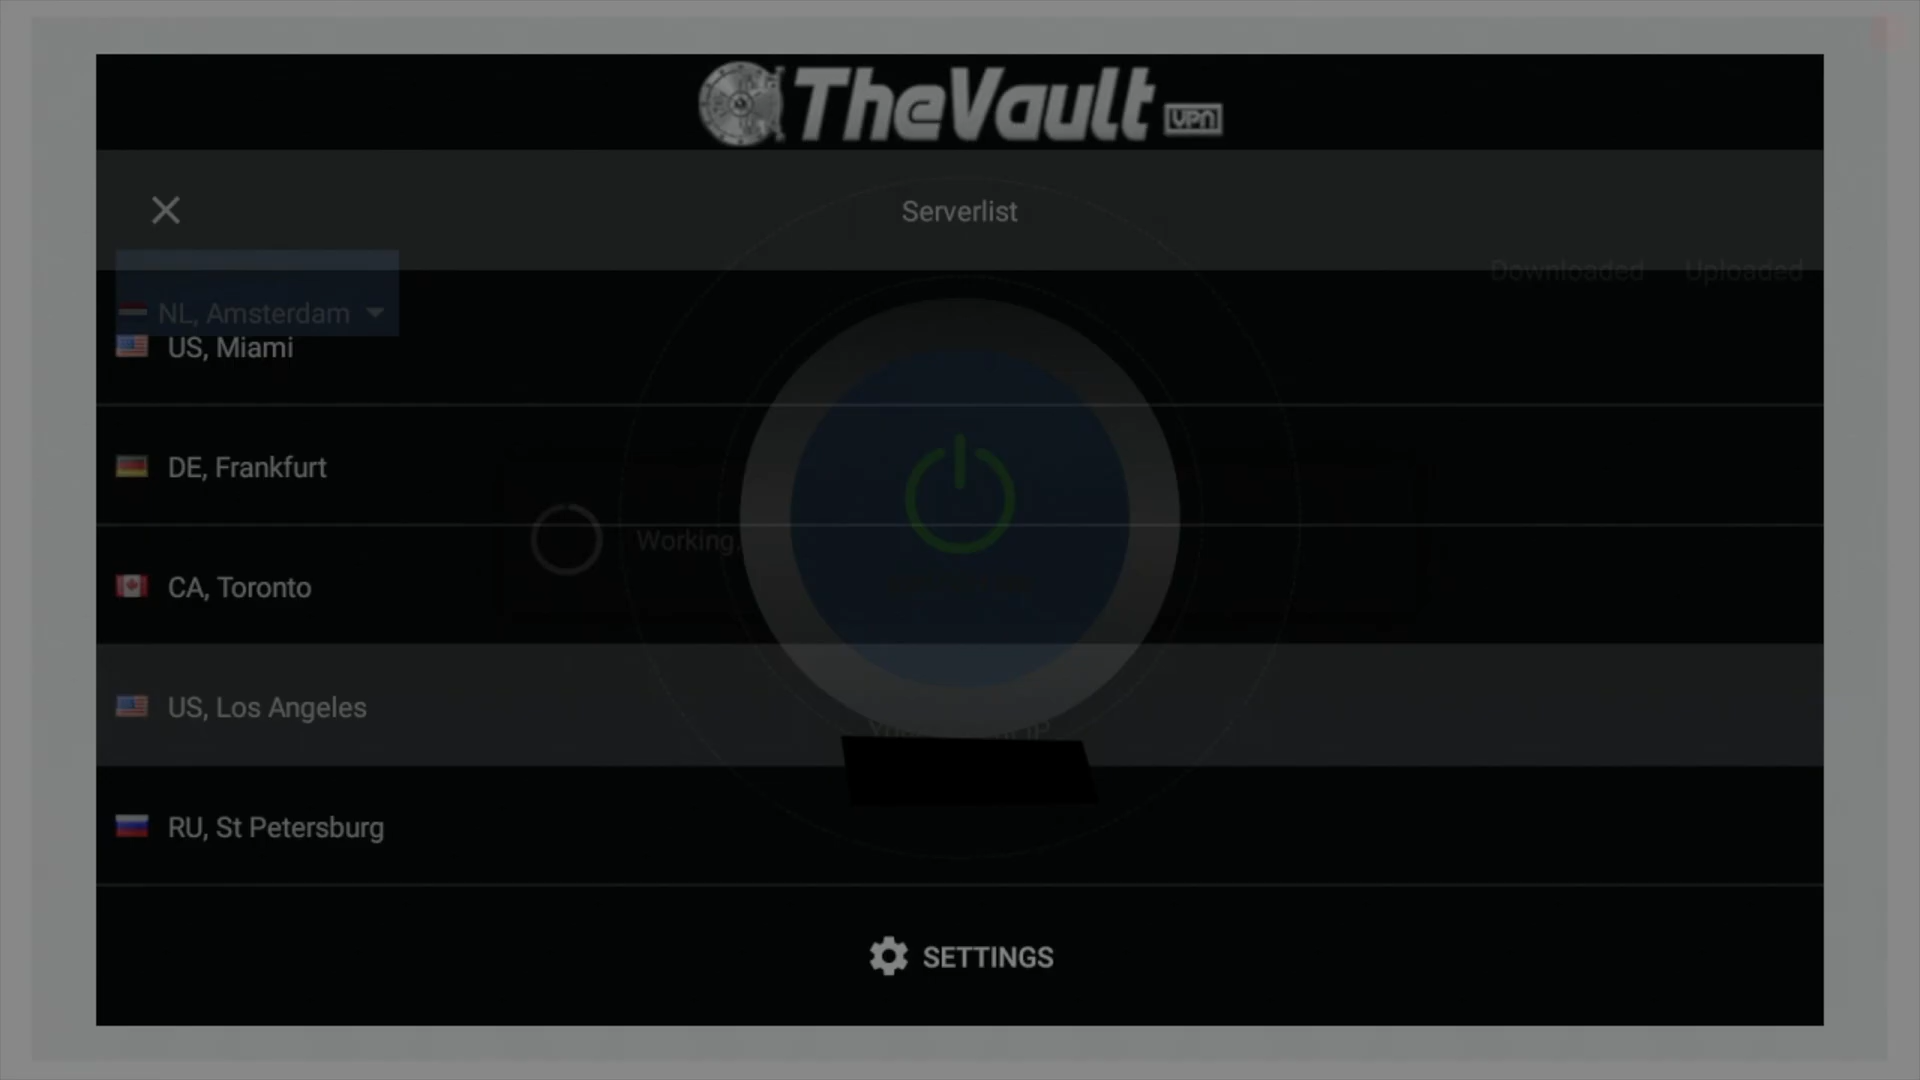 TheVault VPN
Serverlist
Downloaded Uploaded
NL, Amsterdam
US, Miami
DE, Frankfurt
Working
CA, Toronto
US, Los Angeles
RU, St Petersburg
SETTINGS